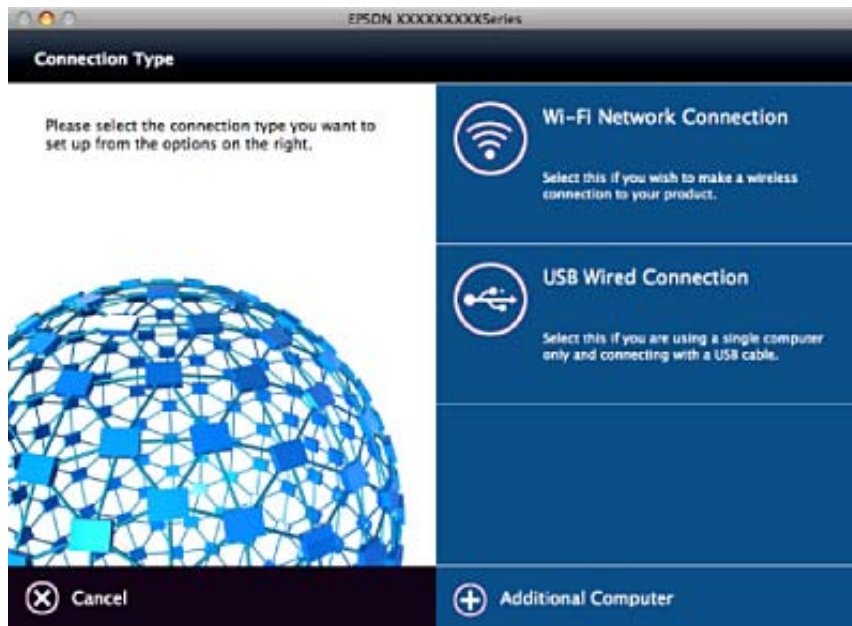 EPSON XXXXXXXXXSeries
Connection Type
Please select the connection type you want to
set up from the options on the right.
Wi-Fi Network Connection
Select this if you wish to make a wireless
connection to your product.
USB Wired Connection
Select this if you are using a single computer
only and connecting with a USB cable.
Cancel
Additional Computer